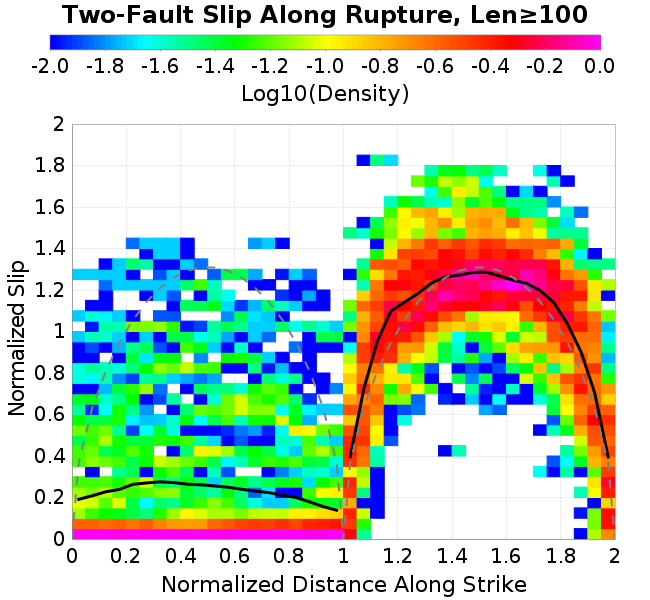 Two-Fault Slip Along Rupture, Len≥100
-2.0 -1.8 -1.6 -1.4 -1.2 -1.0 -0.8 -0.6 -0.4 -0.2 0.0
Log10(Density)
2
1.8
1.6
1.4
1.2
1
0.8
0.6
0.4
0.2
0
Normalized Slip
0 0.2 0.4 0.6 0.8 1 1.2 1.4 1.6 1.8 2
Normalized Distance Along Strike